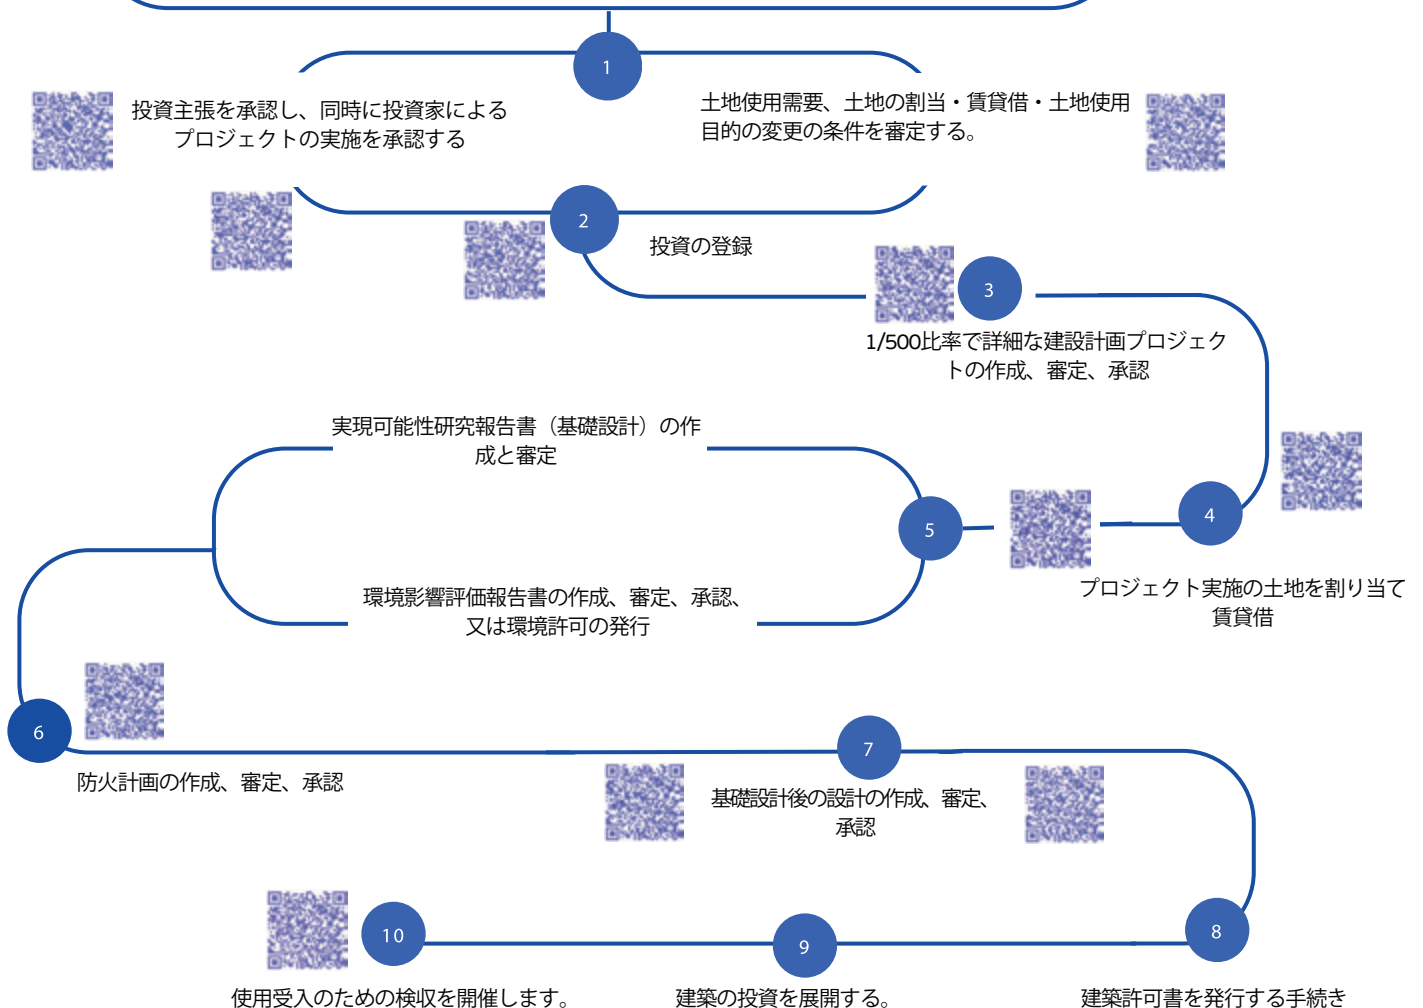 1
投資主張を承認し、同時に投資家による
プロジェクトの実施を承認する
土地使用需要、土地の割当・賃貸借・土地使用
目的の変更の条件を審定する。
2
投資の登録
3
1/500比率で詳細な建設計画プロジェク
トの作成、審定、承認
4
プロジェクト実施の土地を割り当て
賃貸借
5
実現可能性研究報告書（基礎設計）の作
成と審定
環境影響評価報告書の作成、審定、承認、
又は環境許可の発行
6
防火計画の作成、審定、承認
7
基礎設計後の設計の作成、審定、
承認
8
建築許可書を発行する手続き
9
建築の投資を展開する。
10
使用受入のための検収を開催します。